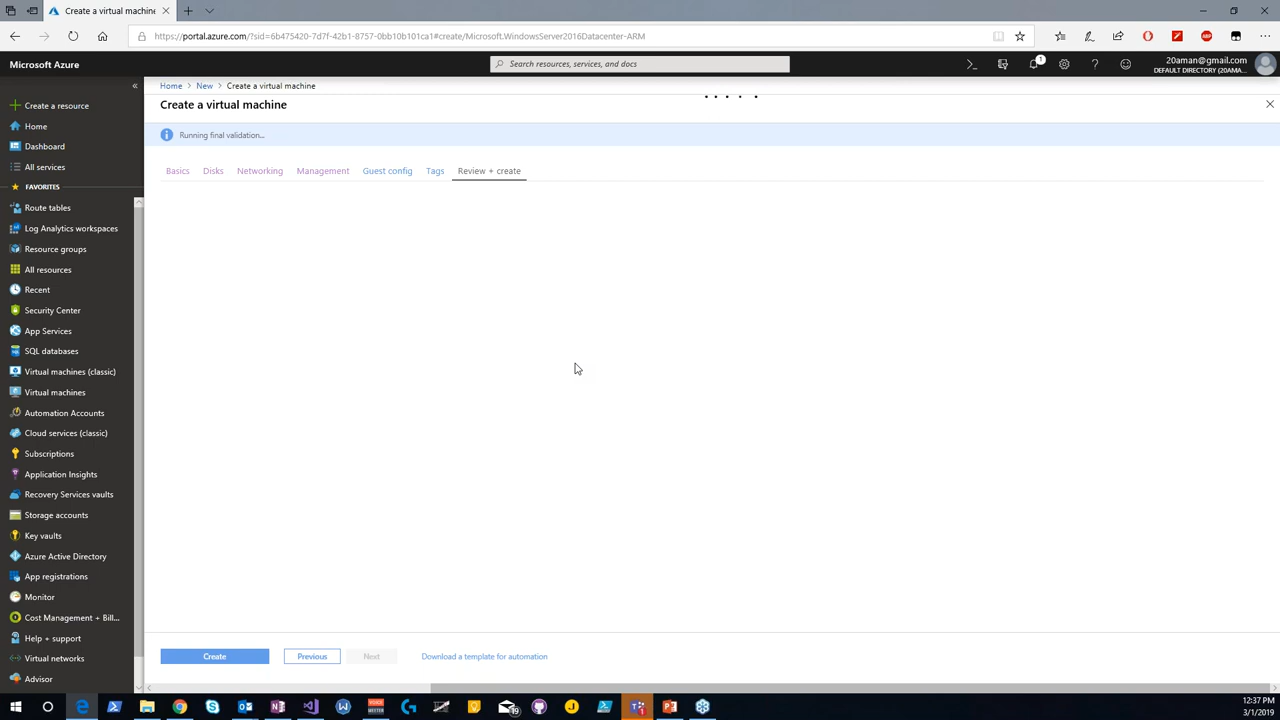 Create a virtual machine
https://portal.azure.com/?sid=6b475420-7d7f-42b1-8757-0bb10b101ca1#create/Microsoft.WindowsServer2016Datacenter-ARM
Microsoft Azure
Search resources, services, and docs
1
20aman@gmail.com
DEFAULT DIRECTORY (20AMA...
Home > New > Create a virtual machine
Create a virtual machine
Running final validation...
Basics Disks Networking Management Guest config Tags Review + create
Create a resource
Home
Dashboard
All services
FAVORITES
Route tables
Log Analytics workspaces
Resource groups
All resources
Recent
Security Center
App Services
SQL databases
Virtual machines (classic)
Virtual machines
Automation Accounts
Cloud services (classic)
Subscriptions
Application Insights
Recovery Services vaults
Storage accounts
Key vaults
Azure Active Directory
App registrations
Monitor
Cost Management + Bill...
Help + support
Virtual networks
Advisor
Create Previous Next Download a template for automation
12:37 PM
3/1/2019